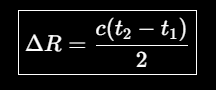 ΔR = c(t₂ − t₁) / 2